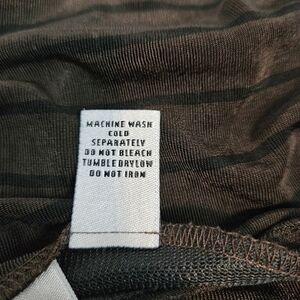 MACHINE WASH
COLD
SEPARATELY
DO NOT BLEACH
TUMBLE DRY LOW
DO NOT IRON